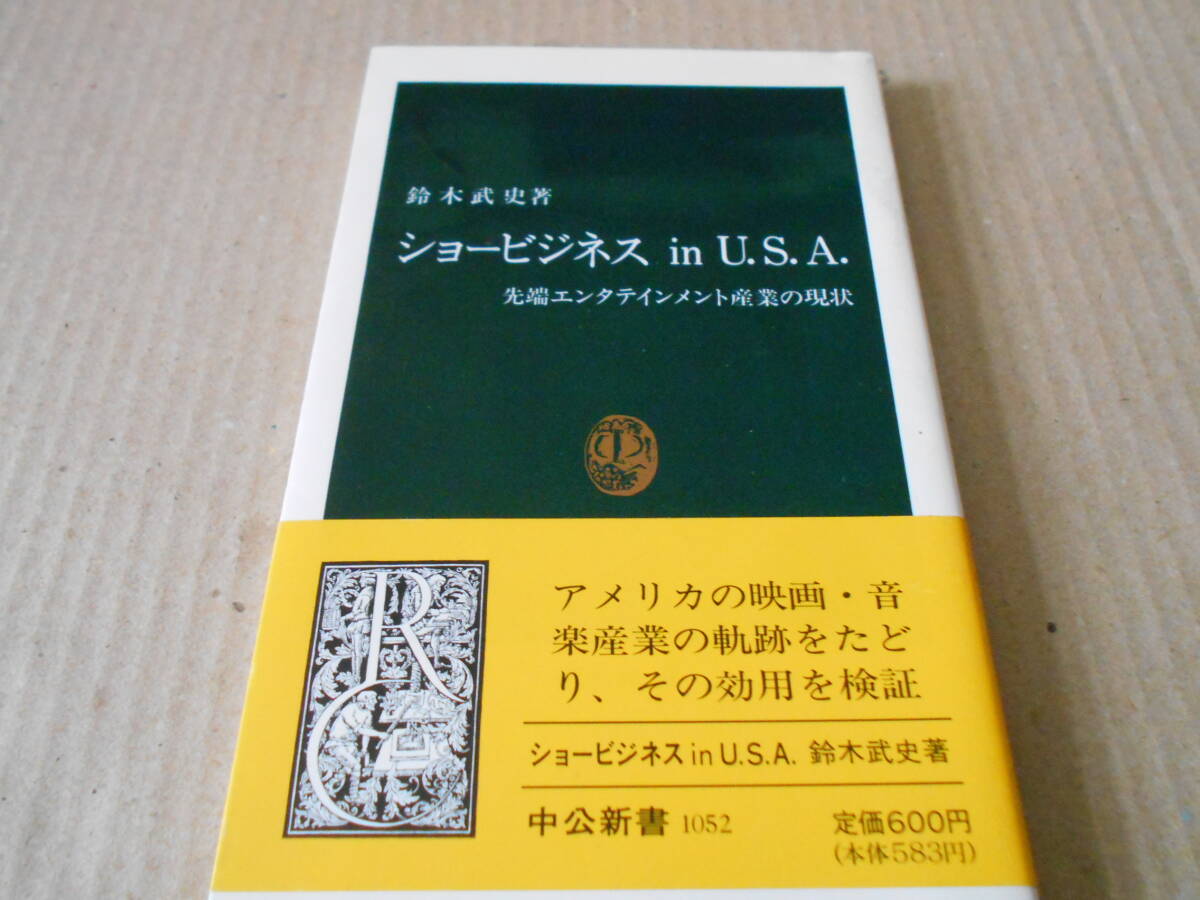 鈴木武史著
ショービジネス in U.S.A.
先端エンタテインメント産業の現状
RC
アメリカの映画・音
楽産業の軌跡をたど
り、その効用を検証
ショービジネス in U.S.A. 鈴木武史著
中公新書 1052 定価600円
(本体583円)